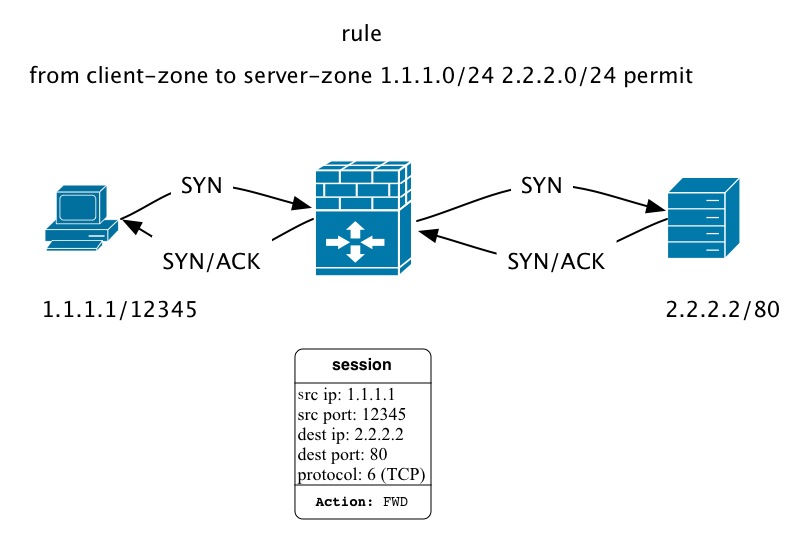 rule
from client-zone to server-zone 1.1.1.0/24 2.2.2.0/24 permit
SYN
SYN
SYN/ACK
SYN/ACK
1.1.1.1/12345
2.2.2.2/80
session
src ip: 1.1.1.1
src port: 12345
dest ip: 2.2.2.2
dest port: 80
protocol: 6 (TCP)
Action: FWD